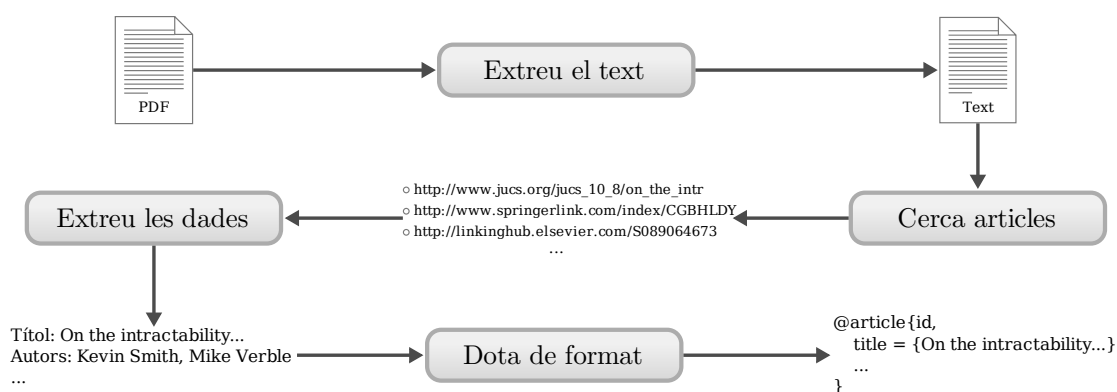 PDF
Extreu el text
Text
Cerca articles
○ http://www.jucs.org/jucs_10_8/on_the_intr
○ http://www.springerlink.com/index/CGBHLDY
○ http://linkinghub.elsevier.com/S089064673
...
Extreu les dades
Títol: On the intractability...
Autors: Kevin Smith, Mike Verble
...
Dota de format
@article{id,
title = {On the intractability...}
...
}